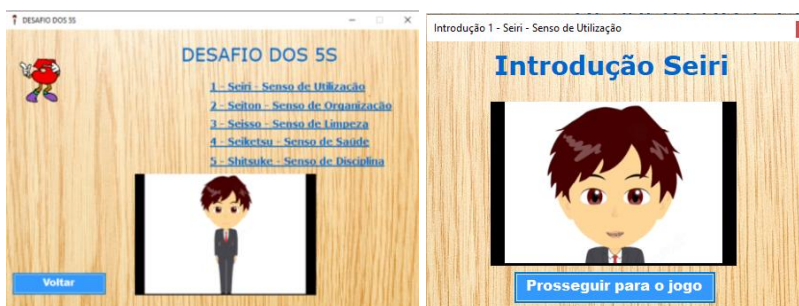 DESAFIO DOS 5S
DESAFIO DOS 5S
1 - Seiri - Senso de Utilização
2 - Seiton - Senso de Organização
3 - Seisso - Senso de Limpeza
4 - Seiketsu - Senso de Saúde
5 - Shitsuke - Senso de Disciplina
Voltar
Introdução 1 - Seiri - Senso de Utilização
Introdução Seiri
Prosseguir para o jogo